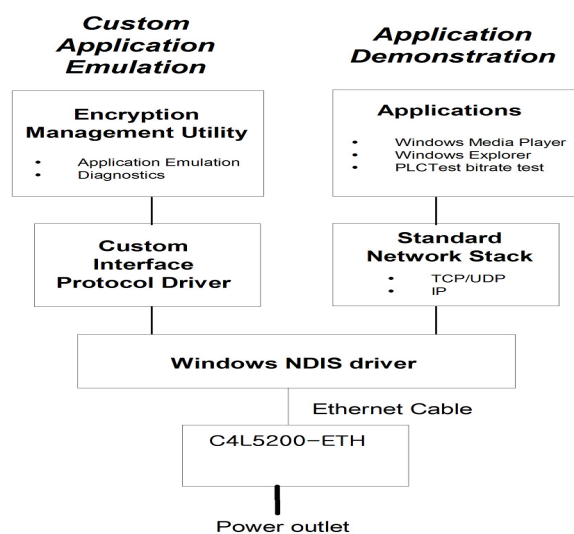 Custom
Application
Emulation
Application
Demonstration
Encryption
Management Utility
• Application Emulation
• Diagnostics
Applications
• Windows Media Player
• Windows Explorer
• PLCTest bitrate test
Custom
Interface
Protocol Driver
Standard
Network Stack
• TCP/UDP
• IP
Windows NDIS driver
Ethernet Cable
C4L5200-ETH
Power outlet